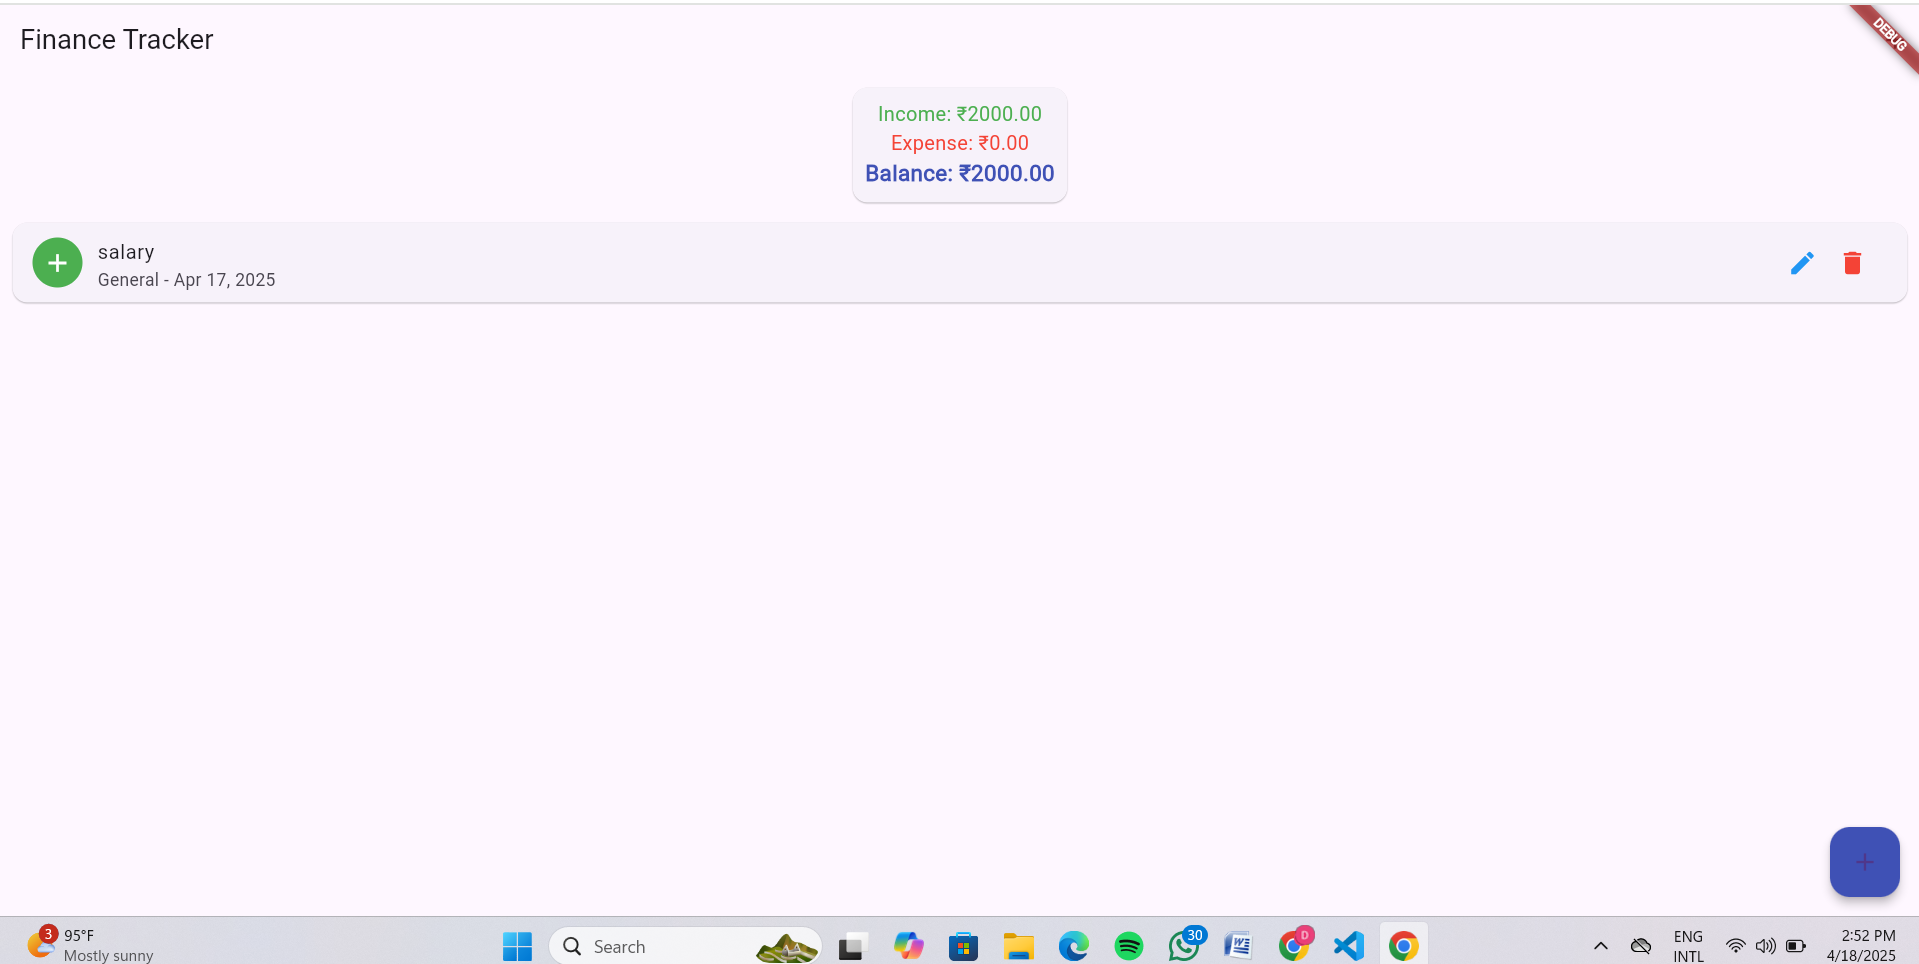 Finance Tracker
DEBUG
Income: ₹2000.00
Expense: ₹0.00
Balance: ₹2000.00
salary
General - Apr 17, 2025
3
95°F
Mostly sunny
Search
30
D
ENG
INTL
2:52 PM
4/18/2025